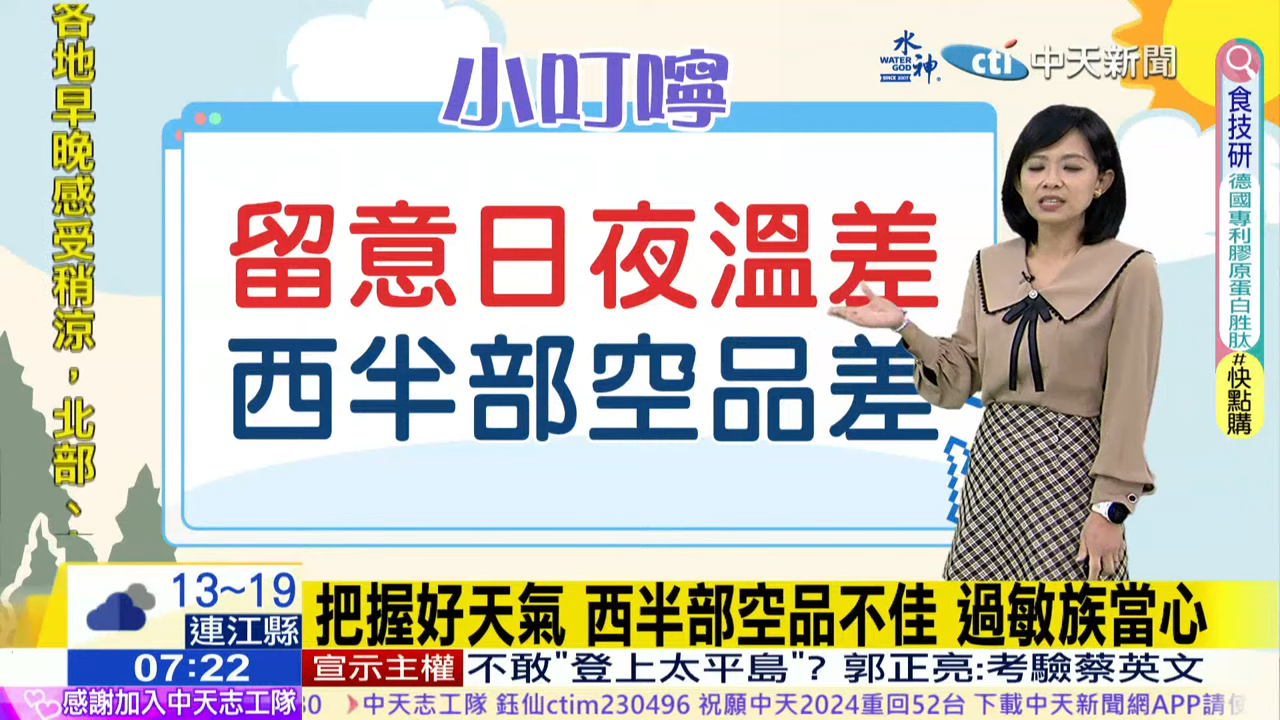 各地早晚感受稍涼，北部、
小叮嚀
水神
WATER GOD
SINCE 2007
cti 中天新聞
留意日夜溫差
西半部空品差
食技研
德國專利膠原蛋白胜肽
#快點購
13~19
連江縣
把握好天氣 西半部空品不佳 過敏族當心
07:22
宣示主權 不敢"登上太平島"? 郭正亮:考驗蔡英文
感謝加入中天志工隊 中天志工隊 鈺仙ctim230496 祝願中天2024重回52台 下載中天新聞網APP請